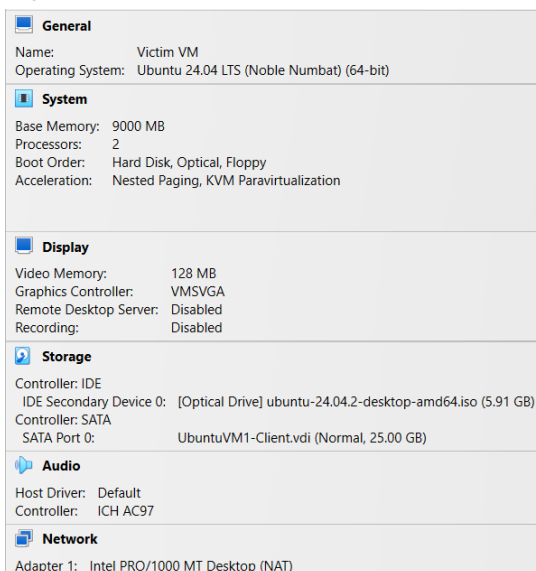 General
Name: Victim VM
Operating System: Ubuntu 24.04 LTS (Noble Numbat) (64-bit)
System
Base Memory: 9000 MB
Processors: 2
Boot Order: Hard Disk, Optical, Floppy
Acceleration: Nested Paging, KVM Paravirtualization
Display
Video Memory: 128 MB
Graphics Controller: VMSVGA
Remote Desktop Server: Disabled
Recording: Disabled
Storage
Controller: IDE
IDE Secondary Device 0: [Optical Drive] ubuntu-24.04.2-desktop-amd64.iso (5.91 GB)
Controller: SATA
SATA Port 0: UbuntuVM1-Client.vdi (Normal, 25.00 GB)
Audio
Host Driver: Default
Controller: ICH AC97
Network
Adapter 1: Intel PRO/1000 MT Desktop (NAT)